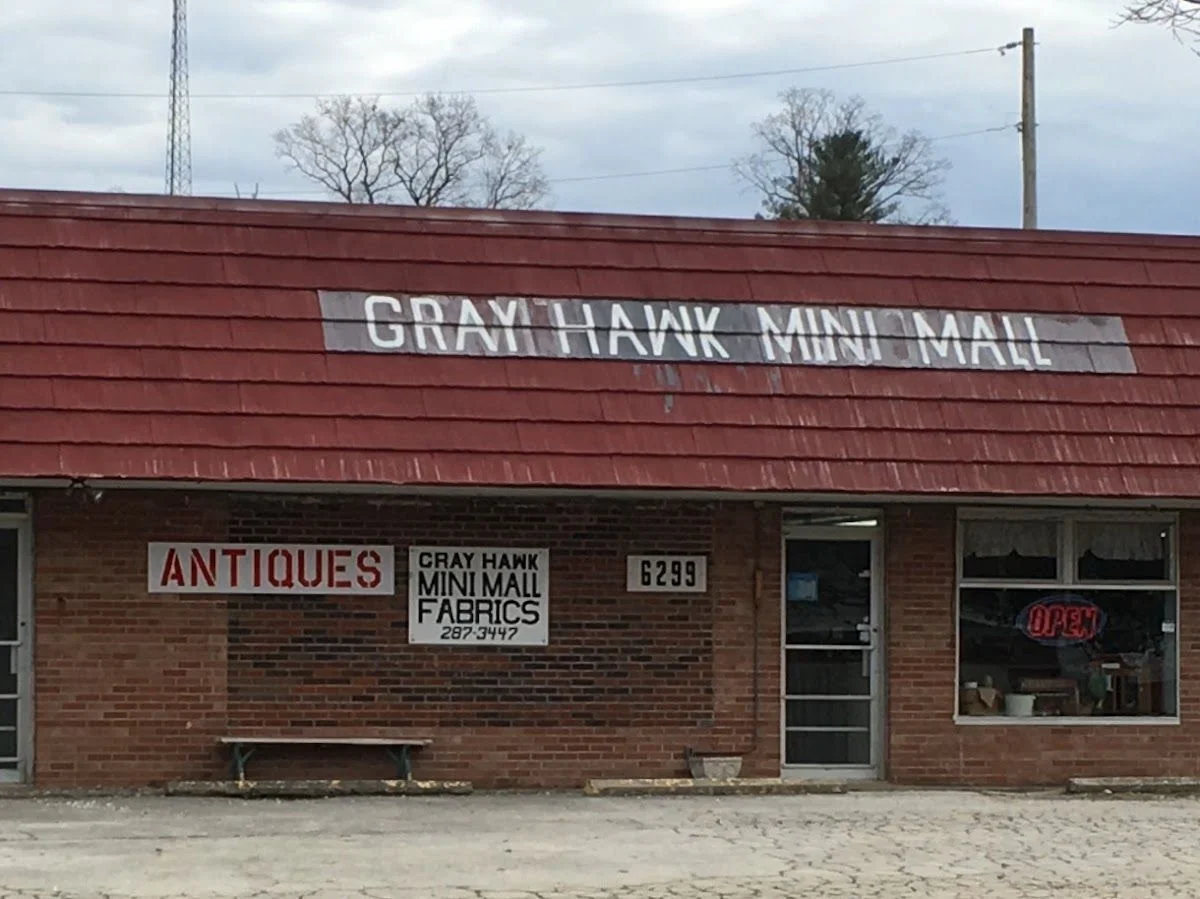 GRAY HAWK MINI MALL
ANTIQUES
GRAY HAWK
MINI MALL
FABRICS
287-3447
6299
OPEN